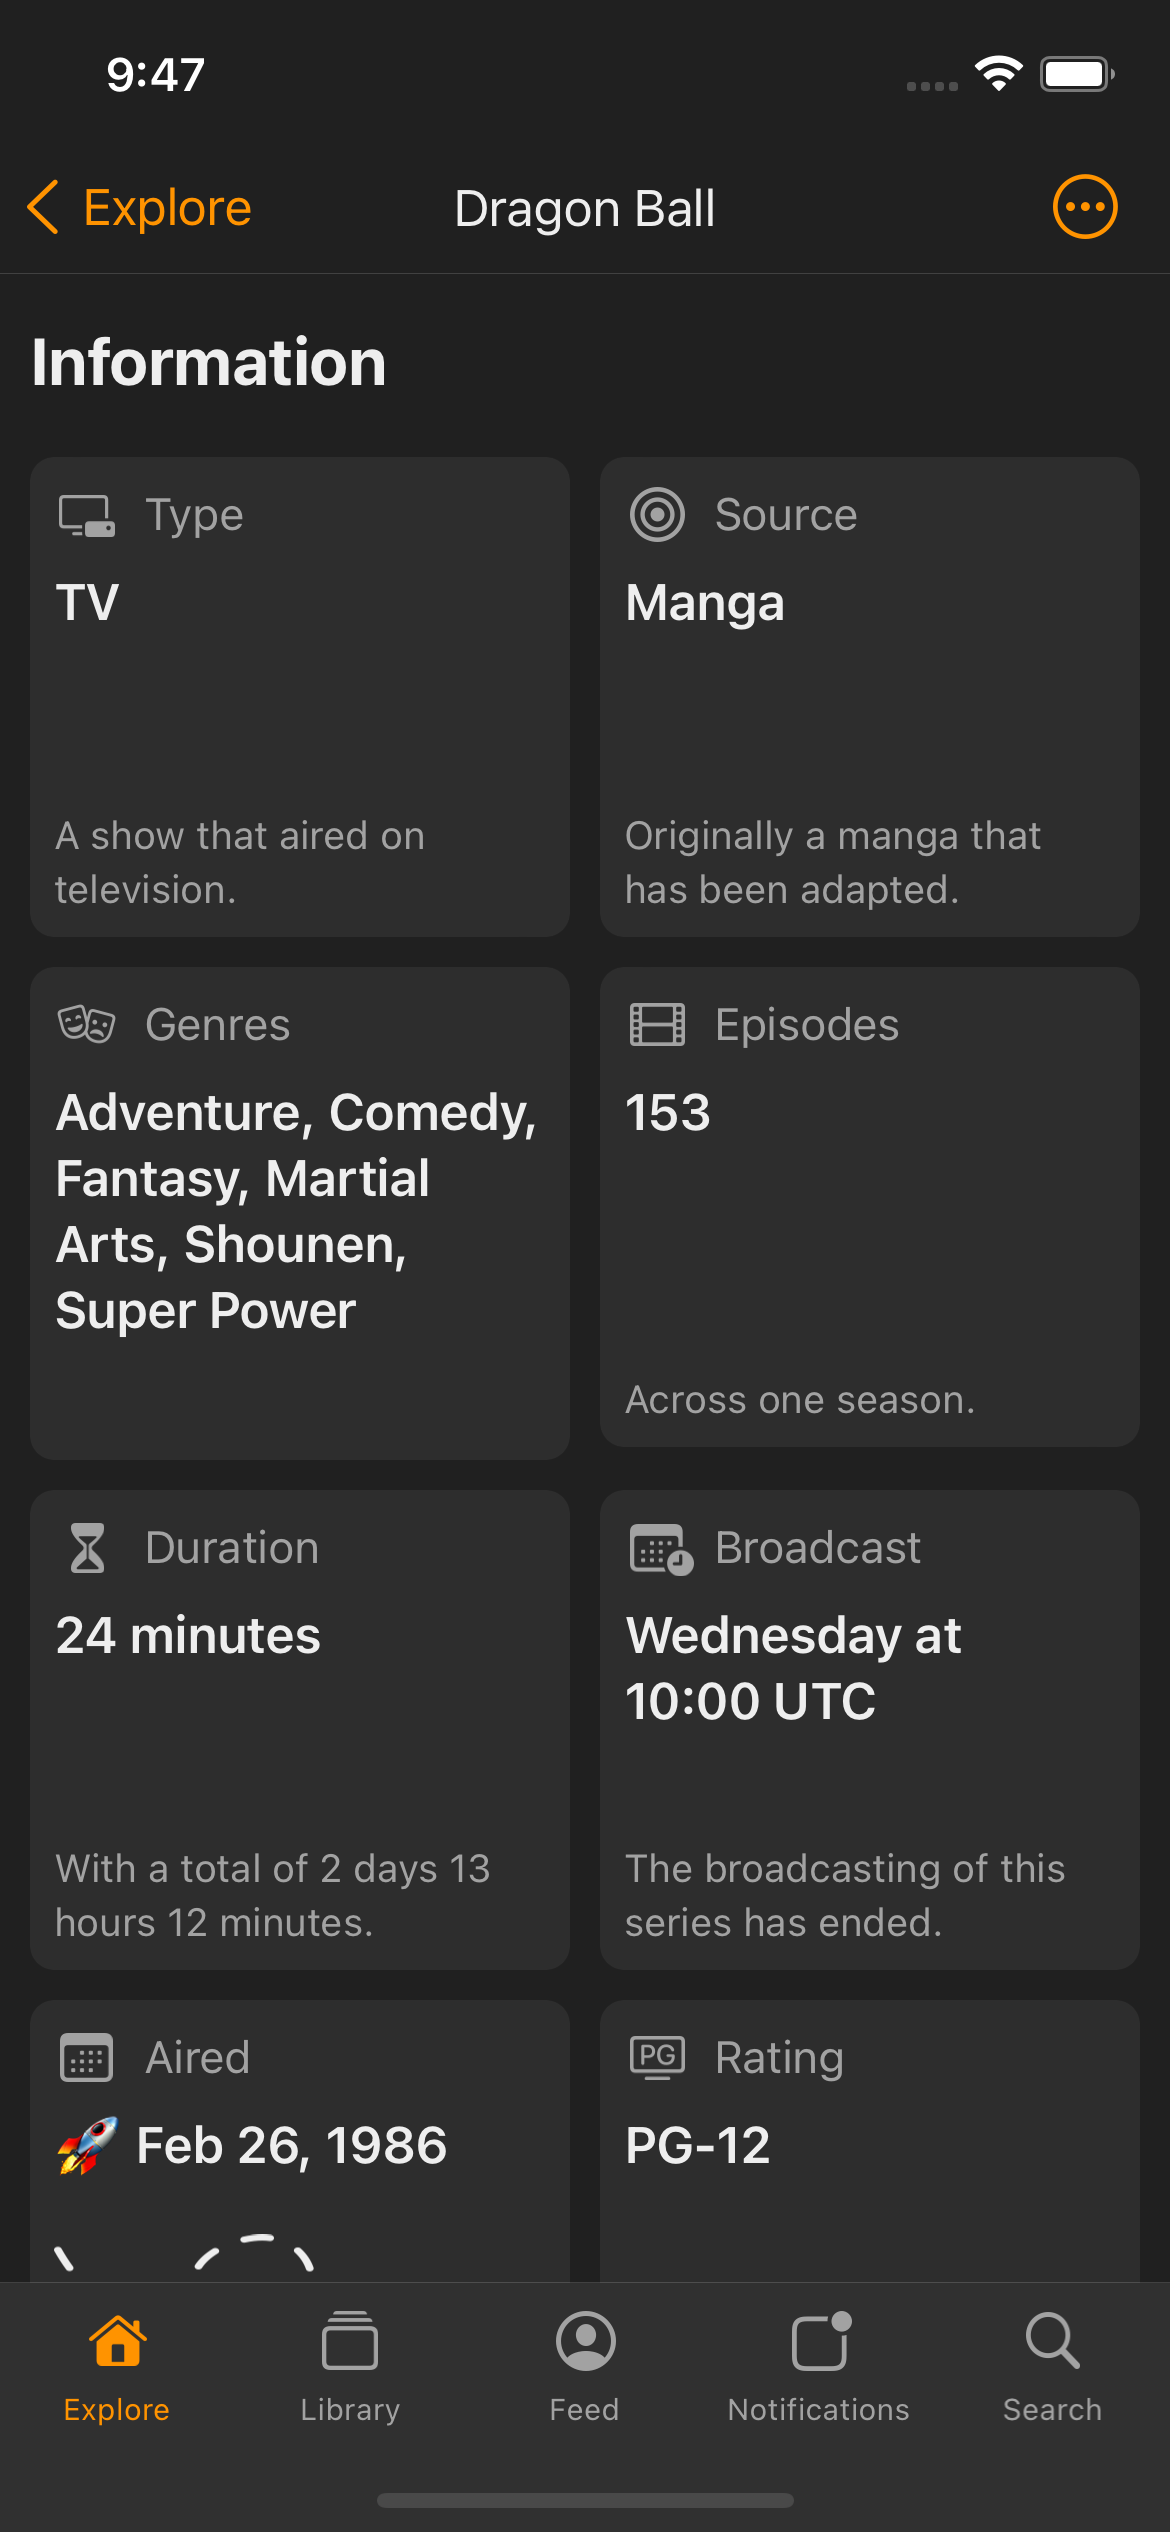 9:47
Explore
Dragon Ball
Information
Type
TV
A show that aired on
television.
Source
Manga
Originally a manga that
has been adapted.
Genres
Adventure, Comedy,
Fantasy, Martial
Arts, Shounen,
Super Power
Episodes
153
Across one season.
Duration
24 minutes
With a total of 2 days 13
hours 12 minutes.
Broadcast
Wednesday at
10:00 UTC
The broadcasting of this
series has ended.
Aired
🚀 Feb 26, 1986
PG
Rating
PG-12
Explore
Library
Feed
Notifications
Search